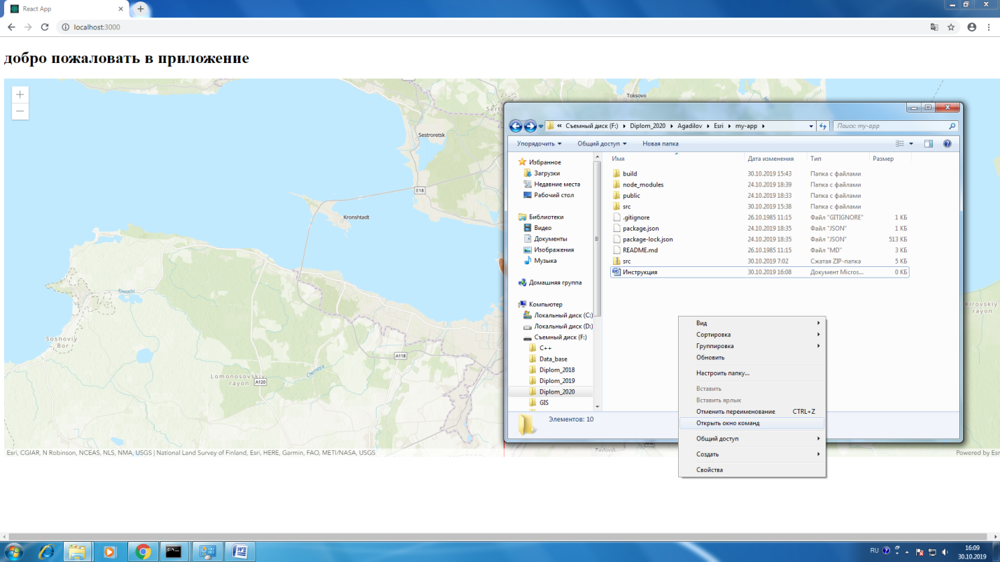 React App
localhost:3000
добро пожаловать в приложение
Toksovo
Sestroretsk
E18
Kronshtadt
Sosnoviy
Bor
A118
Lomonosovskiy
rayon
A120
Chernaya
Kirovskiy
rayon
Pavlovsk
Esri, CGIAR, N Robinson, NCEAS, NLS, NMA, USGS | National Land Survey of Finland, Esri, HERE, Garmin, FAO, METI/NASA, USGS
Powered by Esr
« Съемный диск (F:) Diplom_2020 Agadilov Esri my-app
Поиск: my-app
Упорядочить Общий доступ Новая папка
Избранное
Загрузки
Недавние места
Рабочий стол
Библиотеки
Видео
Документы
Изображения
Музыка
Домашняя группа
Компьютер
Локальный диск (C:)
Локальный диск (D:)
Съемный диск (F:)
C++
Data_base
Diplom_2018
Diplom_2019
Diplom_2020
GIS
Имя Дата изменения Тип Размер
build 30.10.2019 15:43 Папка с файлами
node_modules 24.10.2019 18:39 Папка с файлами
public 24.10.2019 18:33 Папка с файлами
src 30.10.2019 15:38 Папка с файлами
.gitignore 26.10.1985 11:15 Файл "GITIGNORE" 1 КБ
package.json 24.10.2019 18:35 Файл "JSON" 1 КБ
package-lock.json 24.10.2019 18:35 Файл "JSON" 513 КБ
README.md 26.10.1985 11:15 Файл "MD" 3 КБ
src 30.10.2019 7:02 Сжатая ZIP-папка 5 КБ
Инструкция 30.10.2019 16:08 Документ Micros... 0 КБ
Элементов: 10
Вид
Сортировка
Группировка
Обновить
Настроить папку...
Вставить
Вставить ярлык
Отменить переименование CTRL+Z
Открыть окно команд
Общий доступ
Создать
Свойства
RU
16:09
30.10.2019